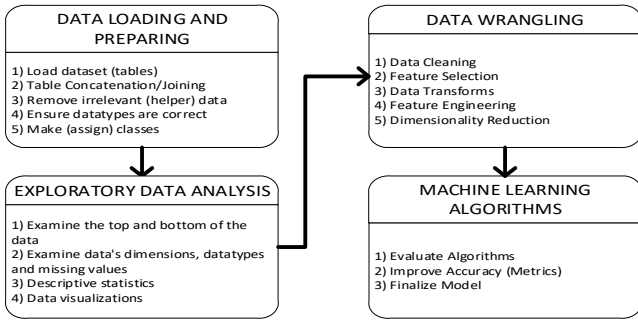 DATA LOADING AND
PREPARING
1) Load dataset (tables)
2) Table Concatenation/Joining
3) Remove irrelevant (helper) data
4) Ensure datatypes are correct
5) Make (assign) classes
EXPLORATORY DATA ANALYSIS
1) Examine the top and bottom of the
data
2) Examine data's dimensions, datatypes
and missing values
3) Descriptive statistics
4) Data visualizations
DATA WRANGLING
1) Data Cleaning
2) Feature Selection
3) Data Transforms
4) Feature Engineering
5) Dimensionality Reduction
MACHINE LEARNING
ALGORITHMS
1) Evaluate Algorithms
2) Improve Accuracy (Metrics)
3) Finalize Model